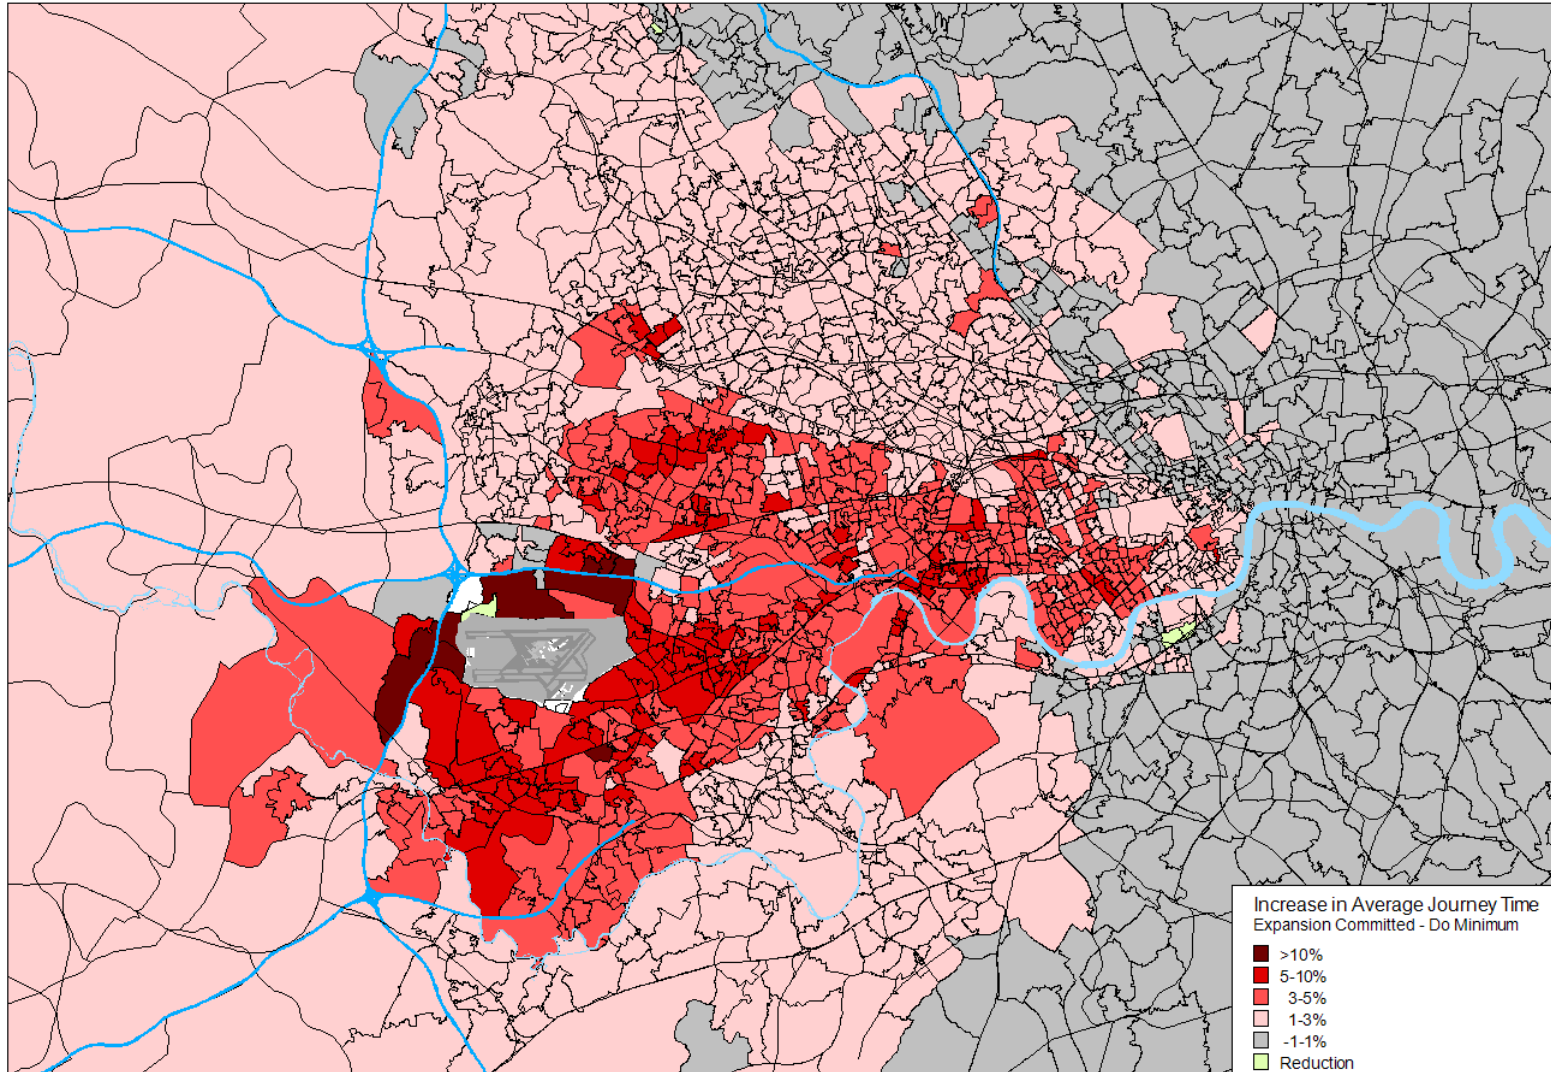 Increase in Average Journey Time
Expansion Committed - Do Minimum
>10%
5-10%
3-5%
1-3%
-1-1%
Reduction